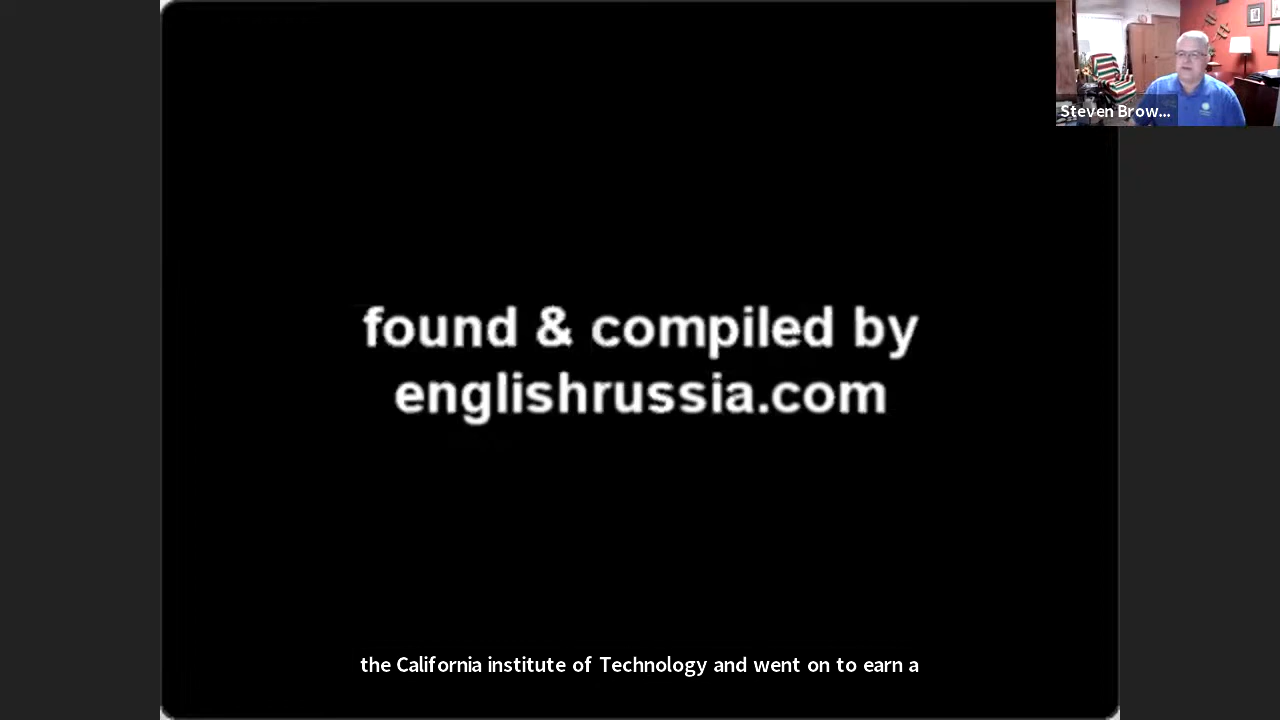 Steven Brow...
found & compiled by
englishrussia.com
the California institute of Technology and went on to earn a